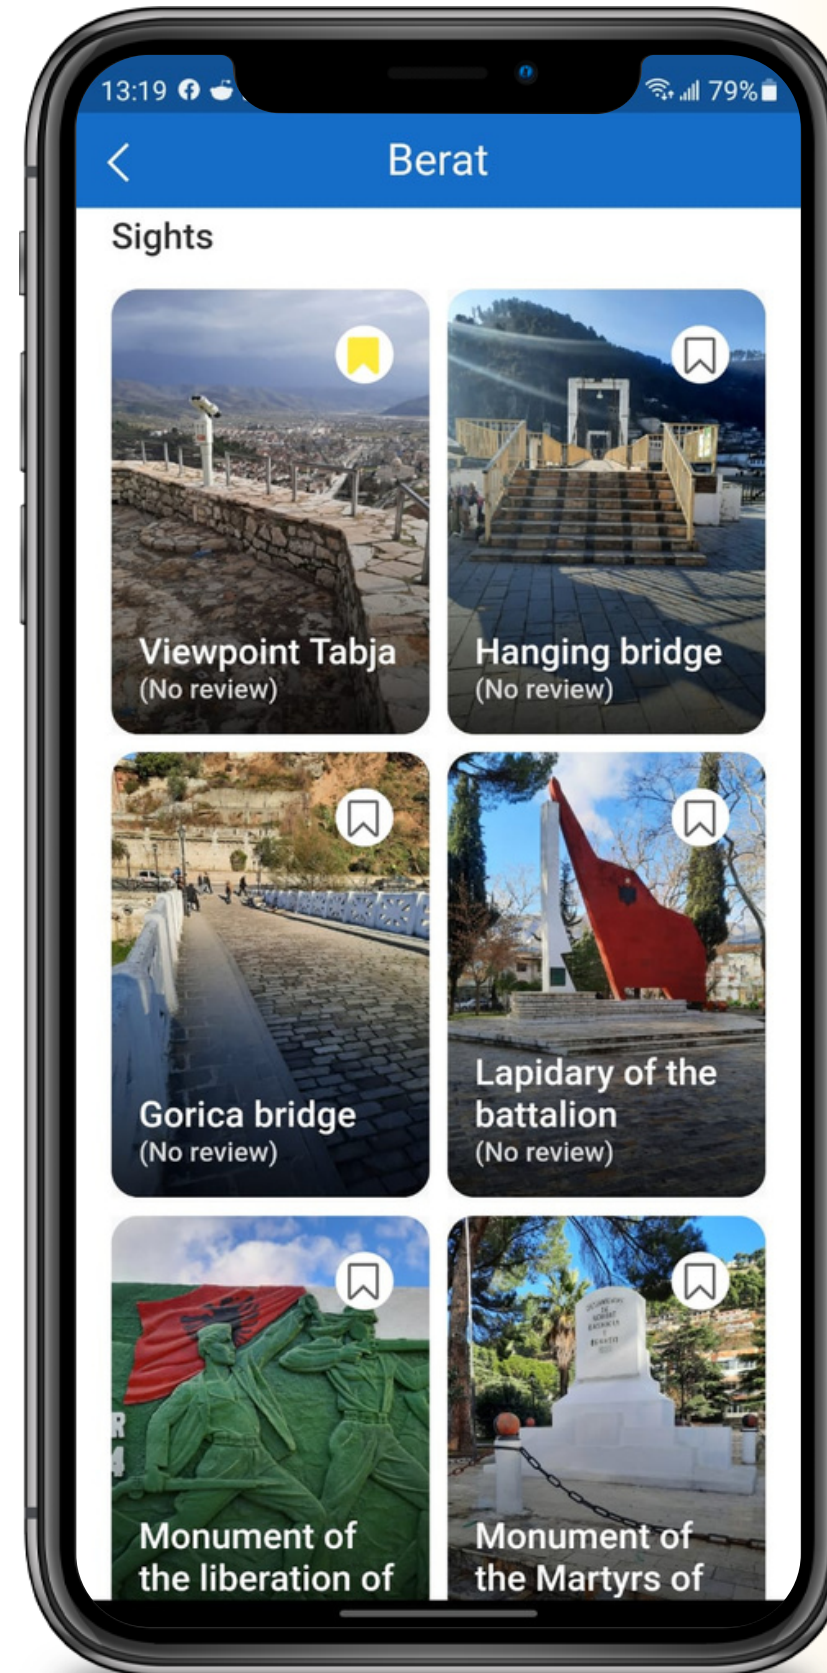 13:19
79%
Berat
Sights
Viewpoint Tabja
(No review)
Hanging bridge
(No review)
Gorica bridge
(No review)
Lapidary of the
battalion
(No review)
R
4
Monument of
the liberation of
Monument of
the Martyrs of